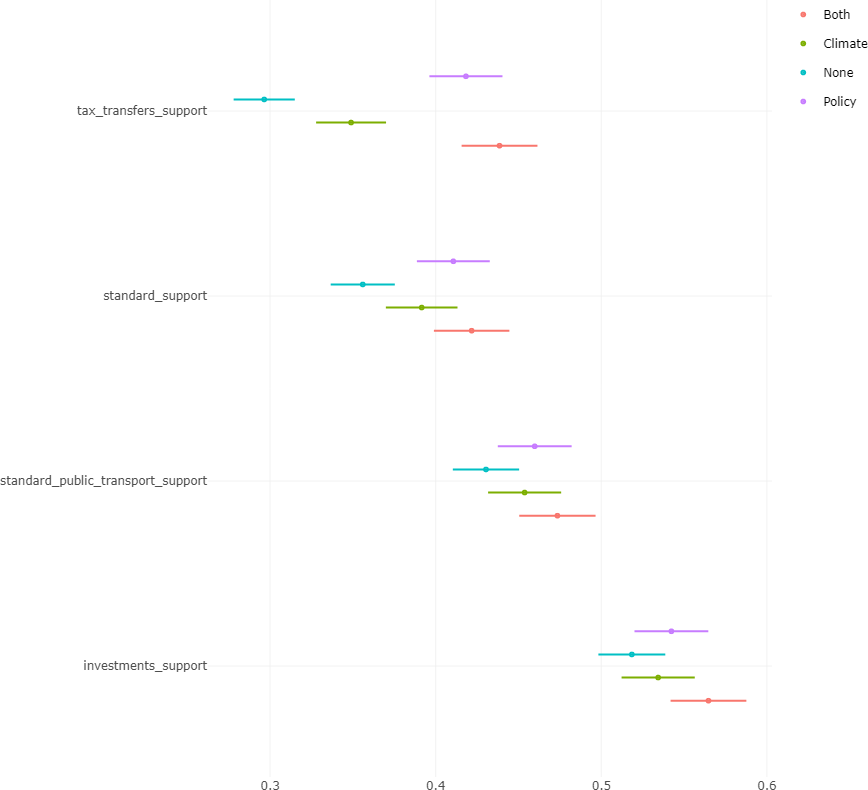 Both
Climate
None
Policy
tax_transfers_support
standard_support
standard_public_transport_support
investments_support
0.3 0.4 0.5 0.6